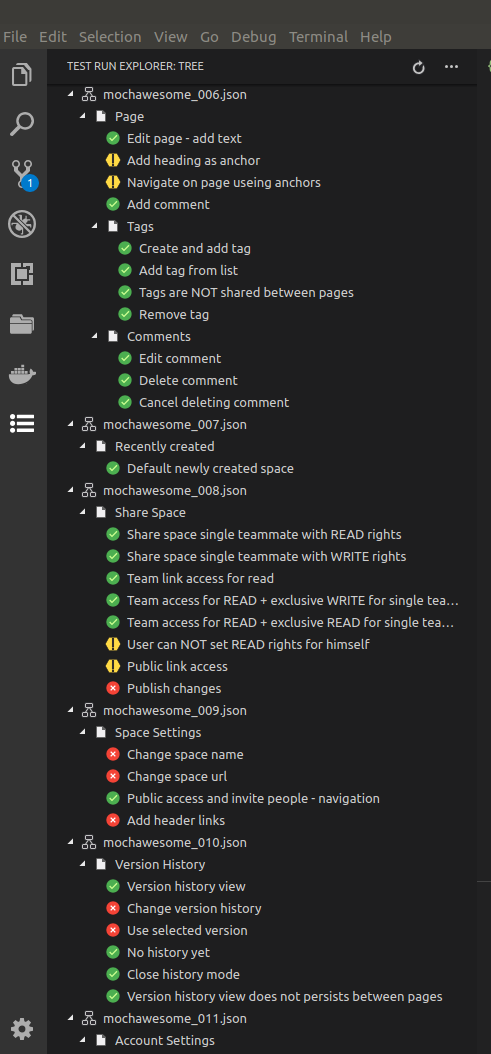 File Edit Selection View Go Debug Terminal Help
TEST RUN EXPLORER: TREE
mochawesome_006.json
Page
Edit page - add text
Add heading as anchor
Navigate on page useing anchors
1
Add comment
Tags
Create and add tag
Add tag from list
Tags are NOT shared between pages
Remove tag
Comments
Edit comment
Delete comment
Cancel deleting comment
mochawesome_007.json
Recently created
Default newly created space
mochawesome_008.json
Share Space
Share space single teammate with READ rights
Share space single teammate with WRITE rights
Team link access for read
Team access for READ + exclusive WRITE for single tea...
Team access for READ + exclusive READ for single tea...
User can NOT set READ rights for himself
Public link access
Publish changes
mochawesome_009.json
Space Settings
Change space name
Change space url
Public access and invite people - navigation
Add header links
mochawesome_010.json
Version History
Version history view
Change version history
Use selected version
No history yet
Close history mode
Version history view does not persists between pages
mochawesome_011.json
Account Settings